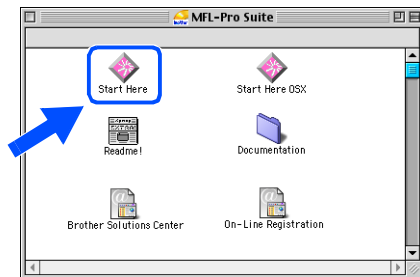 MFL-Pro Suite
Start Here
Start Here OSX
Readme!
Documentation
Brother Solutions Center
On-Line Registration